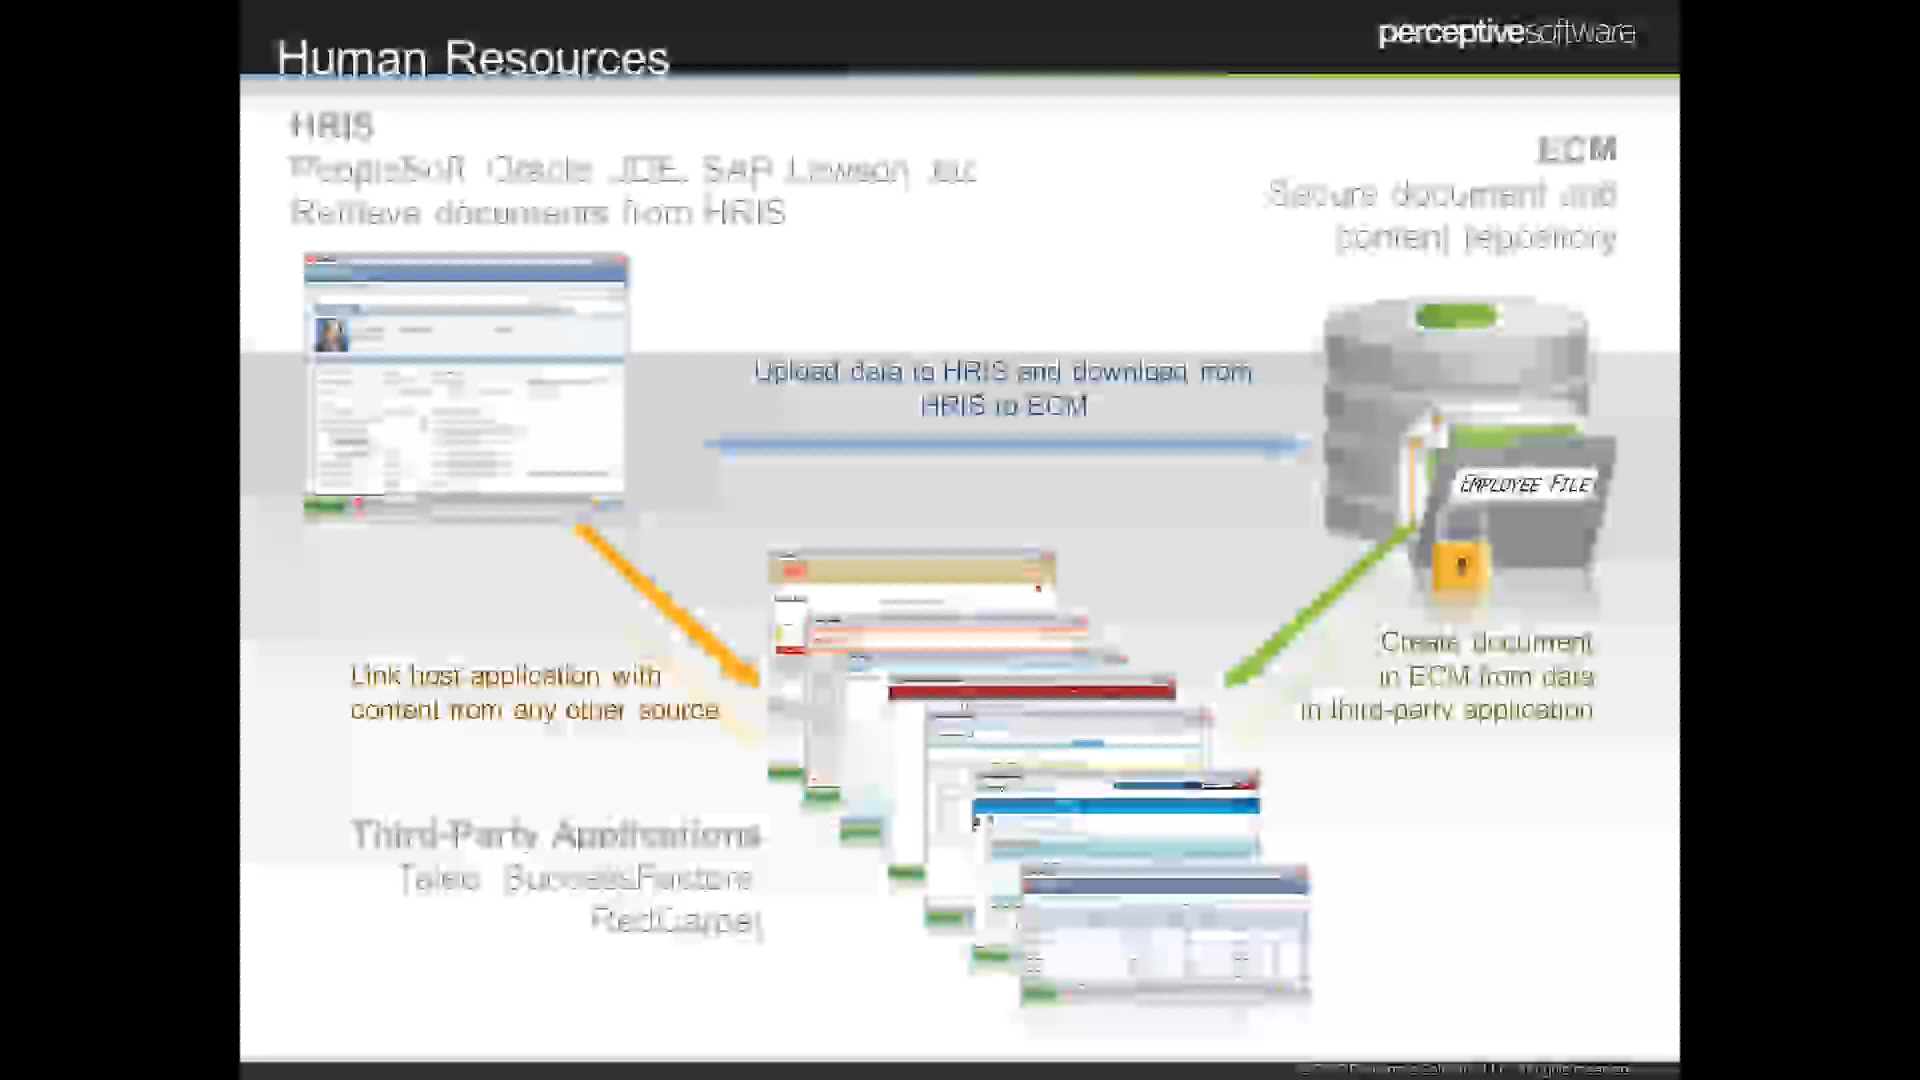 perceptivesoftware
Human Resources
HRIS
PeopleSoft Oracle JDE, SAP Lawson, etc
Retrieve documents from HRIS
ECM
Secure document and
content repository
Upload data to HRIS and download from
HRIS to ECM
EMPLOYEE FILE
Link host application with
content from any other source
Create document
in ECM from data
in third-party application
Third-Party Applications
Taleo SuccessFactors
RedCarpet